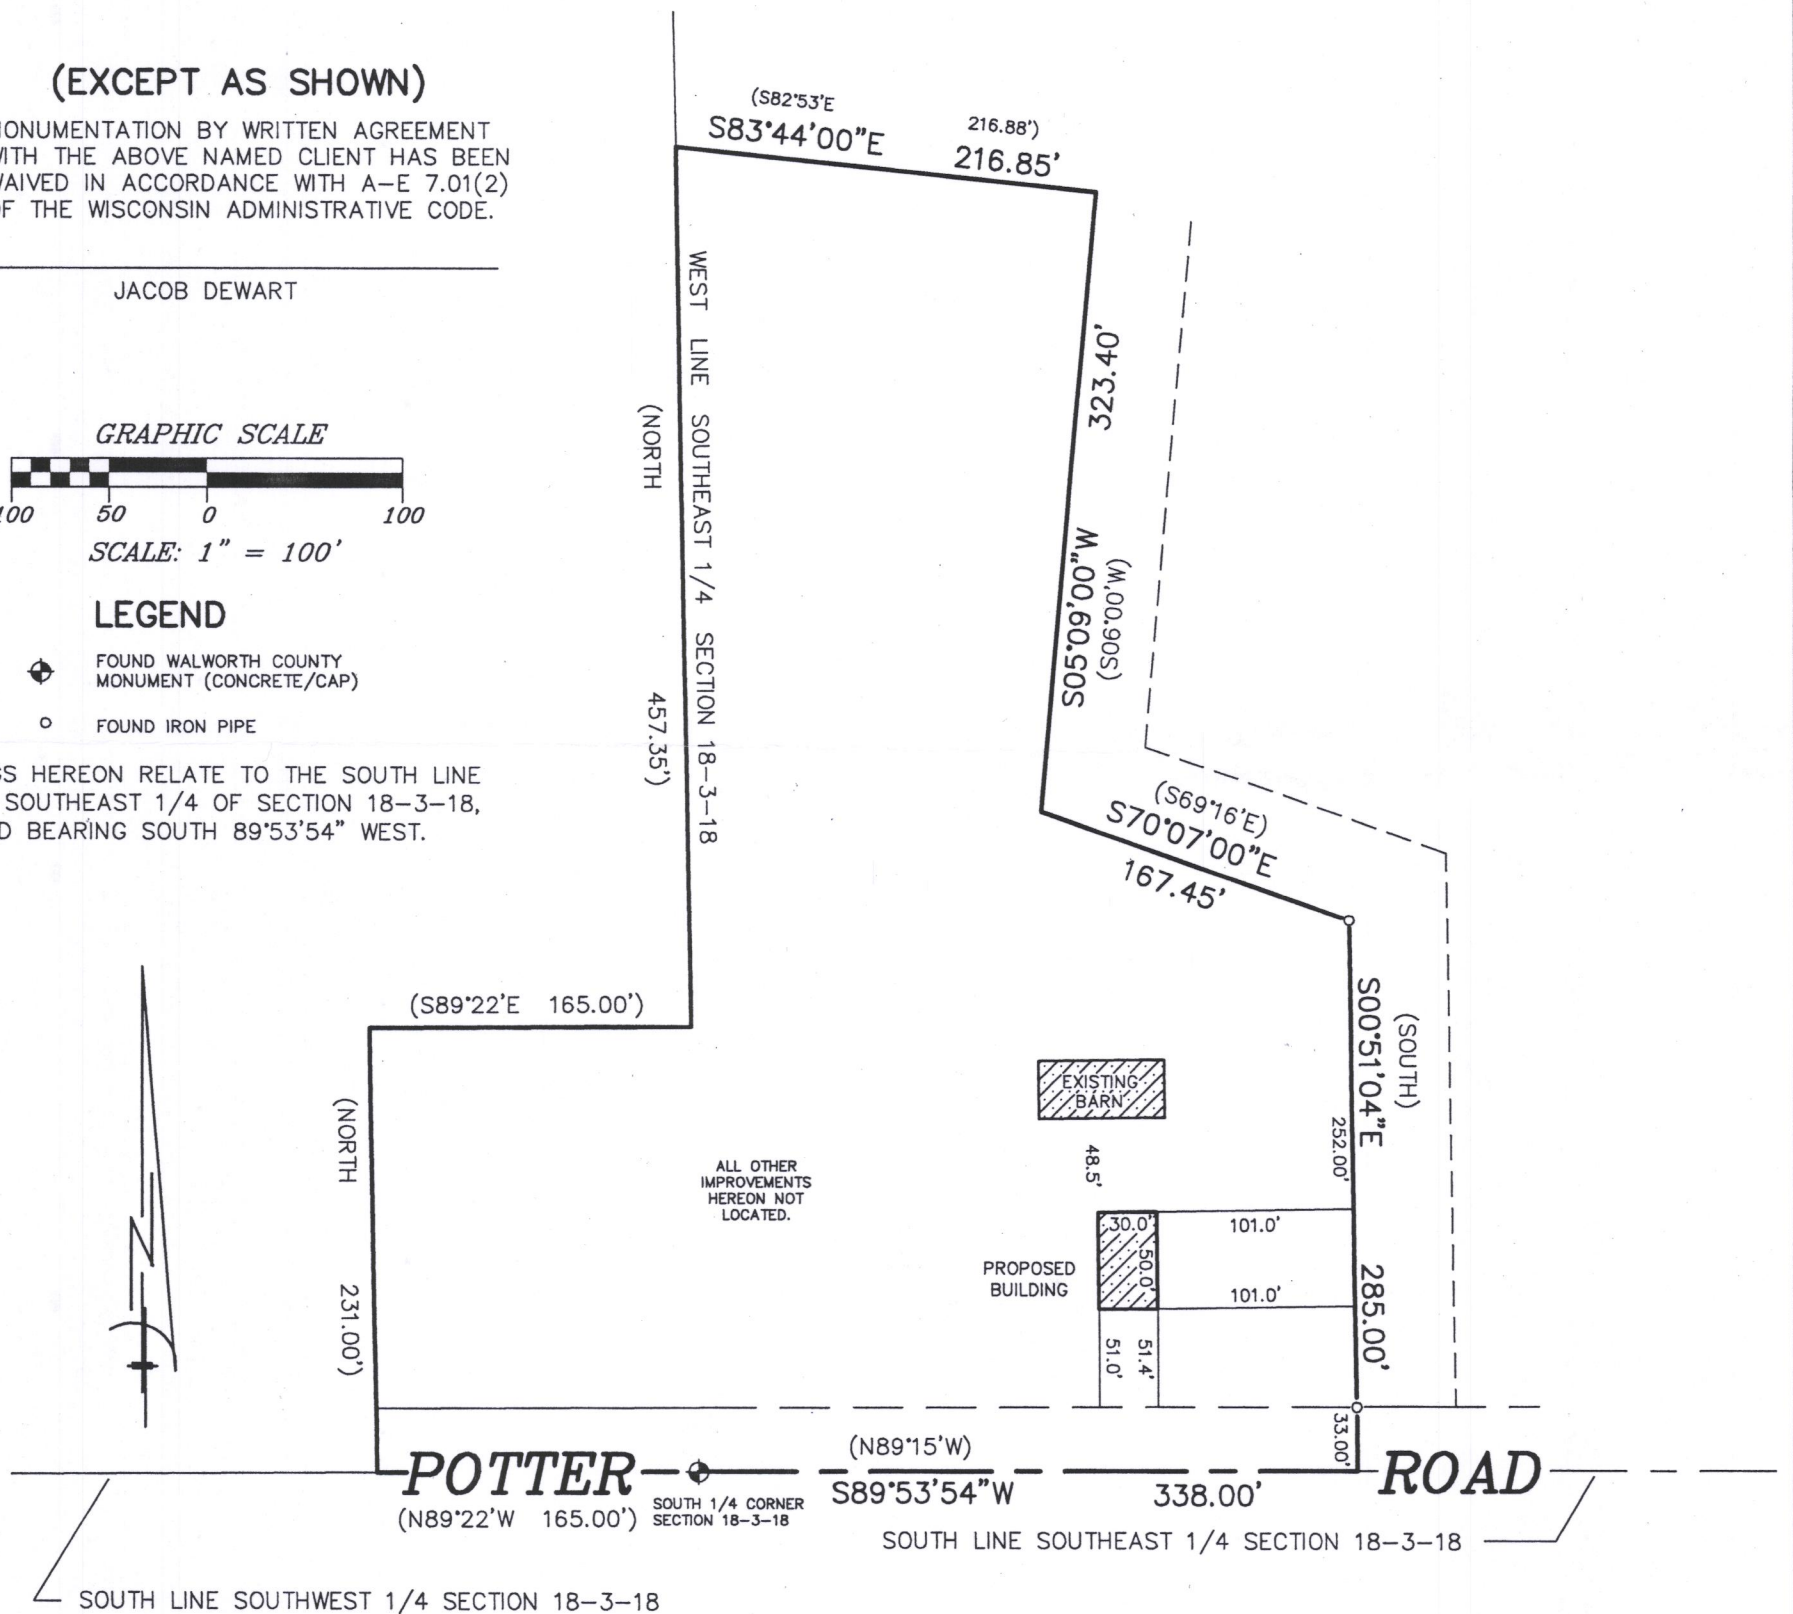 (EXCEPT AS SHOWN)
ONUMENTATION BY WRITTEN AGREEMENT
ITH THE ABOVE NAMED CLIENT HAS BEEN
AIVED IN ACCORDANCE WITH A-E 7.01(2)
F THE WISCONSIN ADMINISTRATIVE CODE.
JACOB DEWART
GRAPHIC SCALE
100 50 0 100
SCALE: 1" = 100'
LEGEND
FOUND WALWORTH COUNTY
MONUMENT (CONCRETE/CAP)
FOUND IRON PIPE
GS HEREON RELATE TO THE SOUTH LINE
SOUTHEAST 1/4 OF SECTION 18-3-18,
D BEARING SOUTH 89°53'54" WEST.
(S82°53'E 216.88')
S83°44'00"E 216.85'
WEST LINE SOUTHEAST 1/4 SECTION 18-3-18
(NORTH 457.35')
323.40'
S05°09'00"W
(S06°00'W)
(S69°16'E)
S70°07'00"E
167.45'
(S89°22'E 165.00')
(NORTH 231.00')
(SOUTH)
S00°51'04"E 285.00'
252.00'
33.00'
EXISTING
BARN
48.5'
ALL OTHER
IMPROVEMENTS
HEREON NOT
LOCATED.
PROPOSED
BUILDING
30.0'
50.0'
101.0'
101.0'
51.0'
51.4'
POTTER ROAD
(N89°22'W 165.00')
SOUTH 1/4 CORNER
SECTION 18-3-18
(N89°15'W)
S89°53'54"W 338.00'
SOUTH LINE SOUTHEAST 1/4 SECTION 18-3-18
SOUTH LINE SOUTHWEST 1/4 SECTION 18-3-18